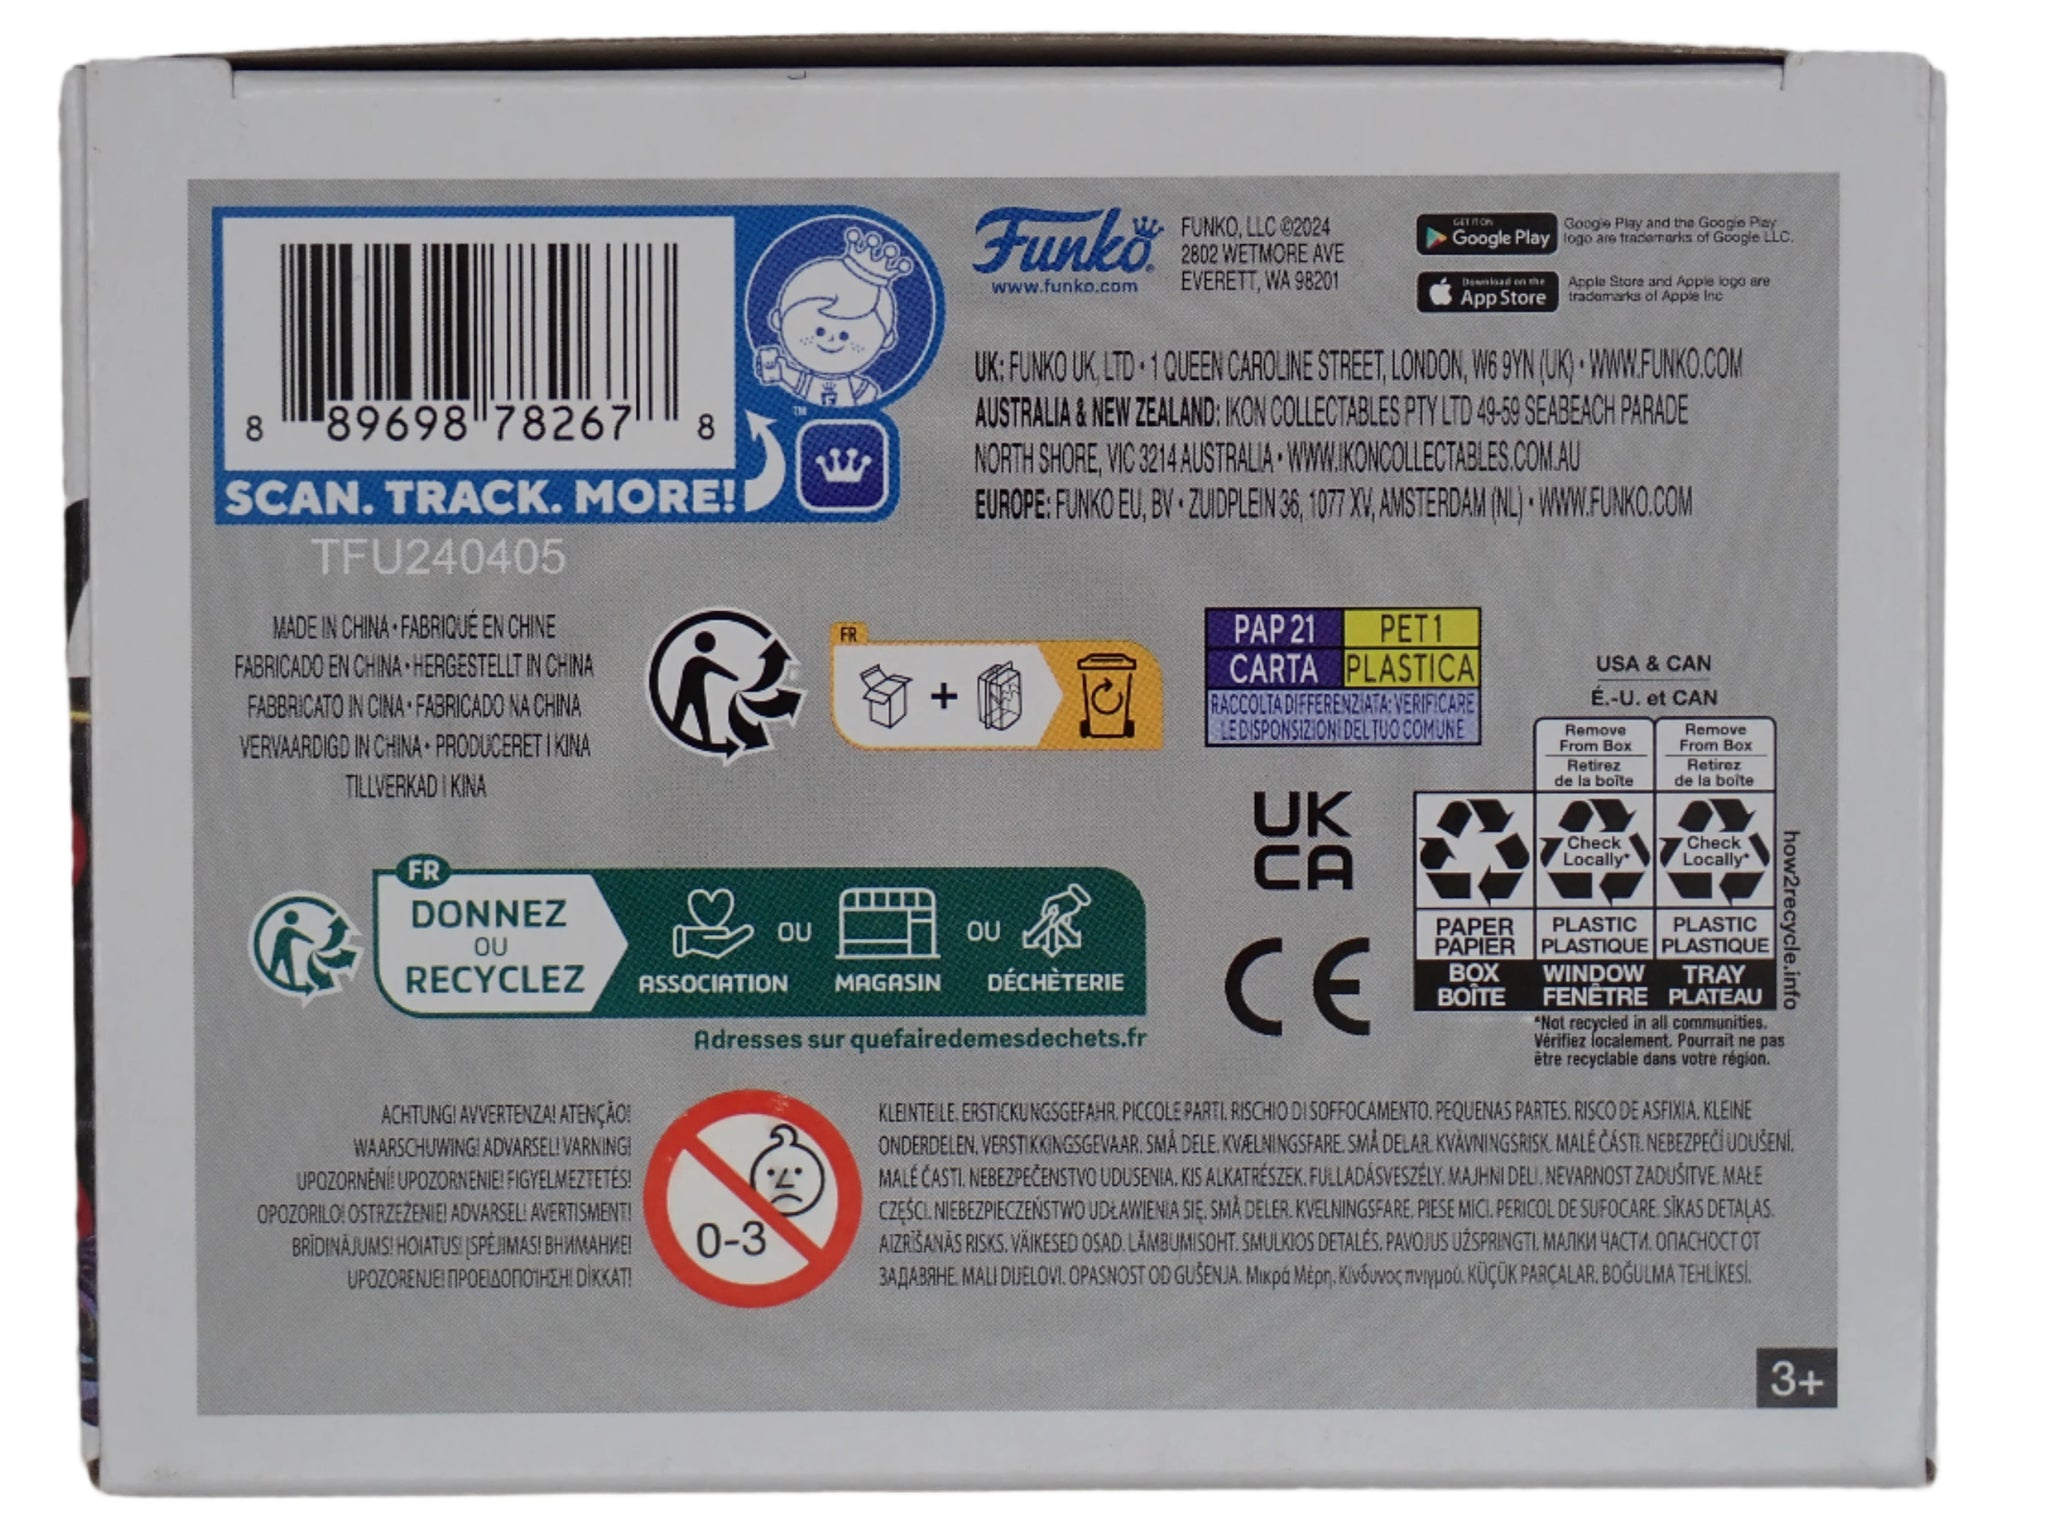 8 89698 78267 8
SCAN. TRACK. MORE!
™
TFU240405
Funko
www.funko.com
FUNKO, LLC ©2024
2802 WETMORE AVE
EVERETT, WA 98201
GET IT ON
Google Play
Google Play and the Google Play
logo are trademarks of Google LLC.
Download on the
App Store
Apple Store and Apple logo are
trademarks of Apple Inc
UK: FUNKO UK, LTD • 1 QUEEN CAROLINE STREET, LONDON, W6 9YN (UK) • WWW.FUNKO.COM
AUSTRALIA & NEW ZEALAND: IKON COLLECTABLES PTY LTD 49-59 SEABEACH PARADE
NORTH SHORE, VIC 3214 AUSTRALIA • WWW.IKONCOLLECTABLES.COM.AU
EUROPE: FUNKO EU, BV • ZUIDPLEIN 36, 1077 XV, AMSTERDAM (NL) • WWW.FUNKO.COM
MADE IN CHINA • FABRIQUÉ EN CHINE
FABRICADO EN CHINA • HERGESTELLT IN CHINA
FABBRICATO IN CINA • FABRICADO NA CHINA
VERVAARDIGD IN CHINA • PRODUCERET I KINA
TILLVERKAD I KINA
FR
+
PAP 21 PET 1
CARTA PLASTICA
RACCOLTA DIFFERENZIATA: VERIFICARE
LE DISPONSIZIONI DEL TUO COMUNE
USA & CAN
É.-U. et CAN
Remove
From Box
Retirez
de la boîte
Remove
From Box
Retirez
de la boîte
Check
Locally*
Check
Locally*
PAPER
PAPIER
PLASTIC
PLASTIQUE
PLASTIC
PLASTIQUE
BOX
BOÎTE
WINDOW
FENÊTRE
TRAY
PLATEAU
how2recycle.info
*Not recycled in all communities.
Vérifiez localement. Pourrait ne pas
être recyclable dans votre région.
UK
CA
CE
FR
DONNEZ
OU
RECYCLEZ
ASSOCIATION
OU
MAGASIN
OU
DÉCHÈTERIE
Adresses sur quefairedemesdechets.fr
ACHTUNG! AVVERTENZA! ATENÇÃO!
WAARSCHUWING! ADVARSEL! VARNING!
UPOZORNĚNÍ! UPOZORNENIE! FIGYELMEZTETÉS!
OPOZORILO! OSTRZEŻENIE! ADVARSEL! AVERTISMENT!
BRĪDINĀJUMS! HOIATUS! ĮSPĖJIMAS! ВНИМАНИЕ!
UPOZORENJE! ΠΡΟΕΙΔΟΠΟΊΗΣΗ! DİKKAT!
0-3
KLEINTEILE. ERSTICKUNGSGEFAHR. PICCOLE PARTI. RISCHIO DI SOFFOCAMENTO. PEQUENAS PARTES. RISCO DE ASFIXIA. KLEINE
ONDERDELEN. VERSTIKKINGSGEVAAR. SMÅ DELE. KVÆLNINGSFARE. SMÅ DELAR. KVÄVNINGSRISK. MALÉ ČÁSTI. NEBEZPEČÍ UDUŠENÍ.
MALÉ ČASTI. NEBEZPEČENSTVO UDUSENIA. KIS ALKATRÉSZEK. FULLADÁSVESZÉLY. MAJHNI DELI. NEVARNOST ZADUŠITVE. MAŁE
CZĘŚCI. NIEBEZPIECZEŃSTWO UDŁAWIENIA SIĘ. SMÅ DELER. KVELNINGSFARE. PIESE MICI. PERICOL DE SUFOCARE. SĪKAS DETAĻAS.
AIZRĪŠANĀS RISKS. VÄIKESED OSAD. LÄMBUMISOHT. SMULKIOS DETALĖS. PAVOJUS UŽSPRINGTI. МАЛКИ ЧАСТИ. ОПАСНОСТ ОТ
ЗАДАВЯНЕ. MALI DIJELOVI. OPASNOST OD GUŠENJA. Μικρά Μέρη. Κίνδυνος πνιγμού. KÜÇÜK PARÇALAR. BOĞULMA TEHLİKESİ.
3+